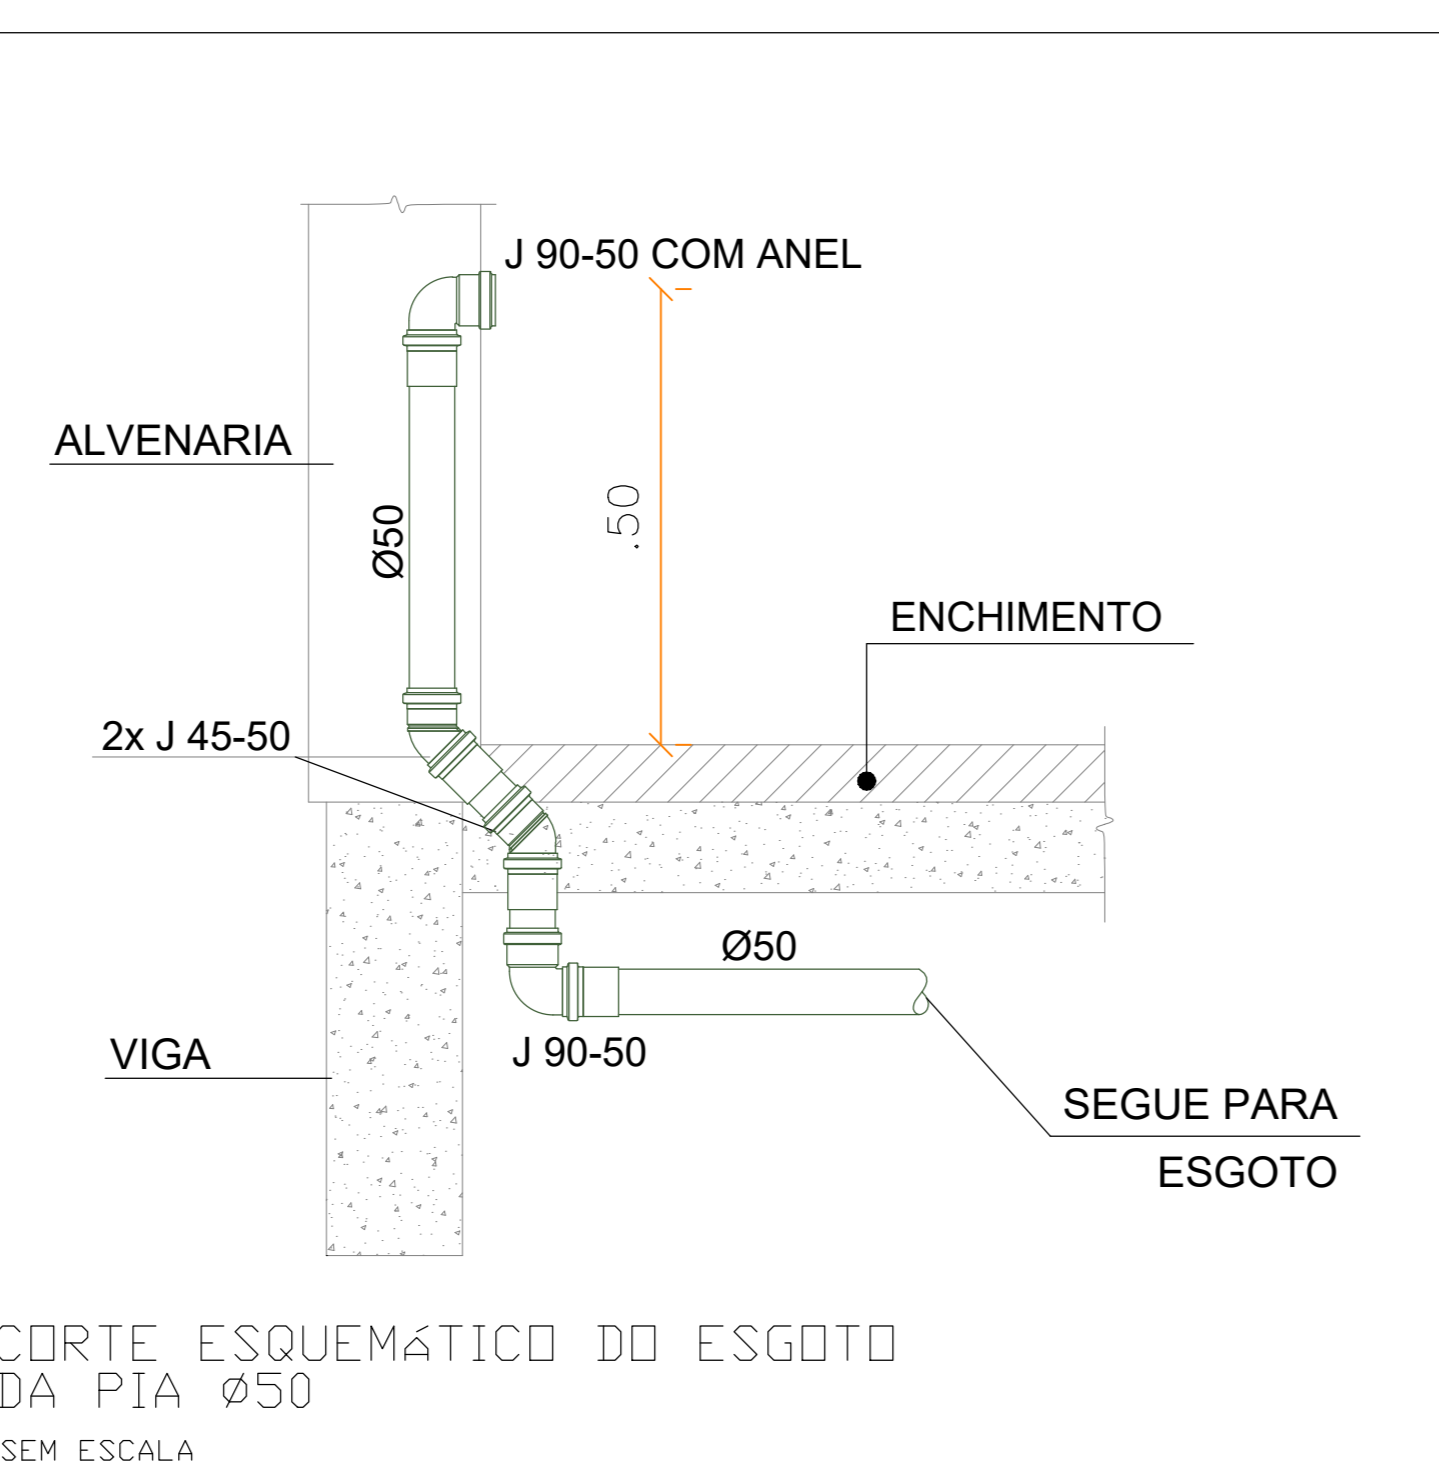 J 90-50 COM ANEL
ALVENARIA
Ø50
.50
ENCHIMENTO
2x J 45-50
Ø50
J 90-50
VIGA
SEGUE PARA
ESGOTO
CORTE ESQUEMáTICO DO ESGOTO
DA PIA Ø50
SEM ESCALA